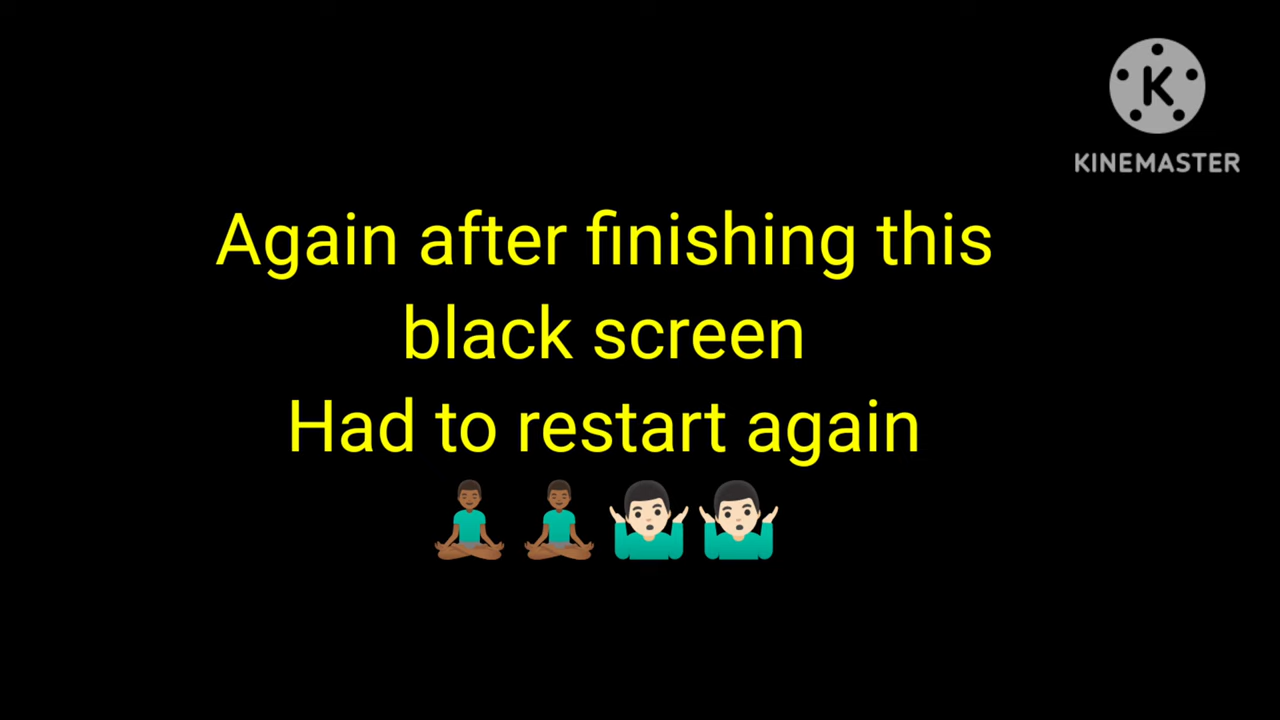 K
KINEMASTER
Again after finishing this
black screen
Had to restart again
🧘🏾‍♂️🧘🏾‍♂️🤷🏻‍♂️🤷🏻‍♂️